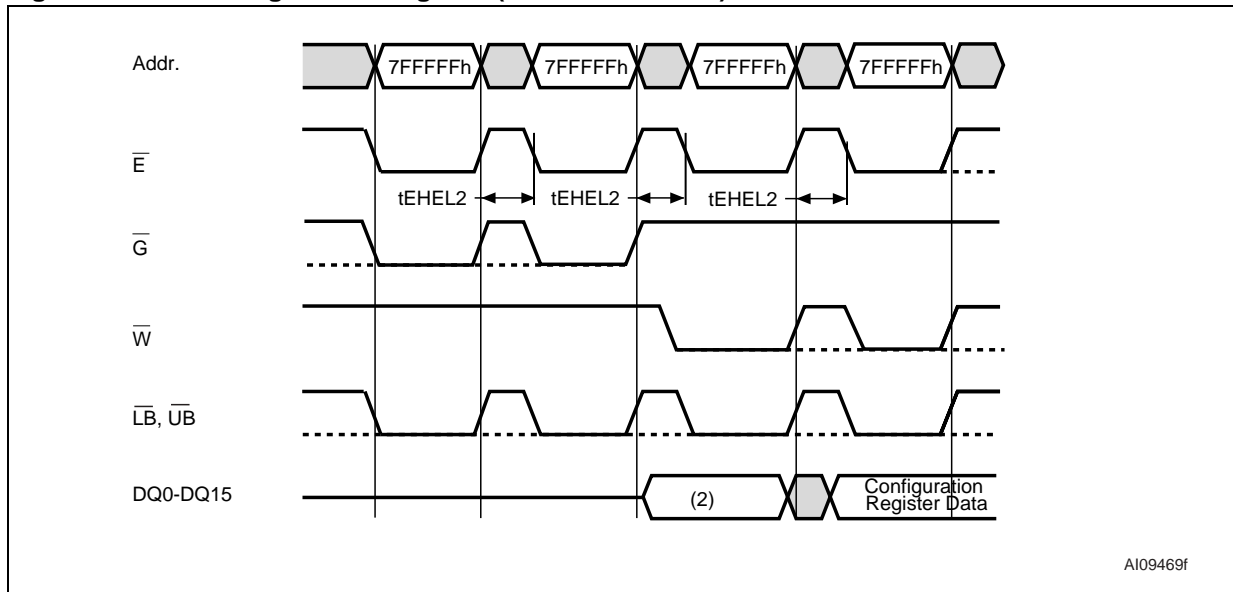 Addr.
7FFFFFh 7FFFFFh 7FFFFFh 7FFFFFh
E
tEHEL2 tEHEL2 tEHEL2
G
W
LB, UB
DQ0-DQ15
(2)
Configuration
Register Data
AI09469f